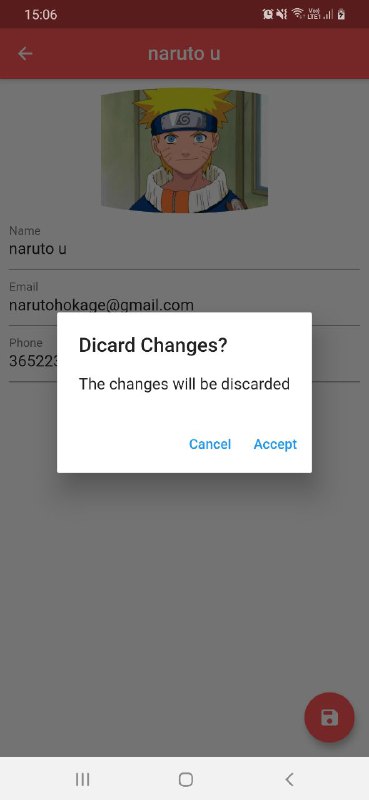 15:06
naruto u
Name
naruto u
Email
narutohokage@gmail.com
Phone
365223
Dicard Changes?
The changes will be discarded
Cancel Accept